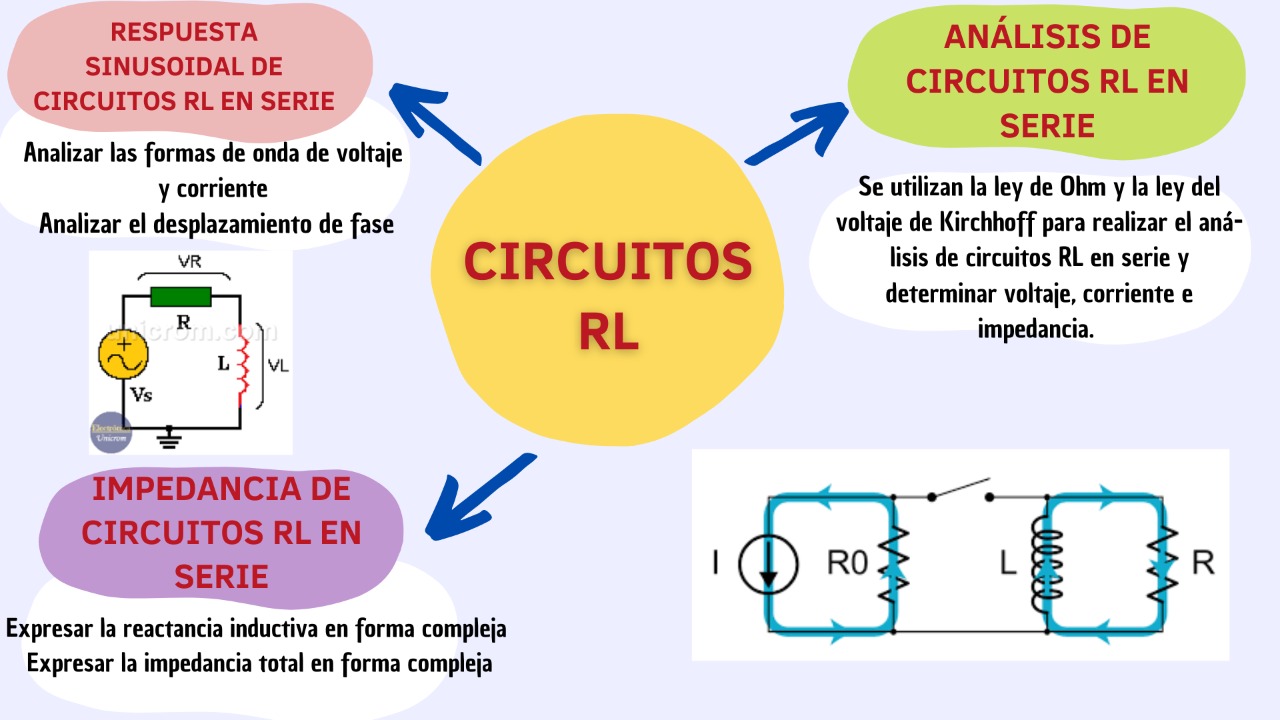 RESPUESTA
SINUSOIDAL DE
CIRCUITOS RL EN SERIE
Analizar las formas de onda de voltaje
y corriente
Analizar el desplazamiento de fase
VR
R
unicrom.com
L
VL
Vs
Electrónica
Unicrom
IMPEDANCIA DE
CIRCUITOS RL EN
SERIE
Expresar la reactancia inductiva en forma compleja
Expresar la impedancia total en forma compleja
CIRCUITOS
RL
ANÁLISIS DE
CIRCUITOS RL EN
SERIE
Se utilizan la ley de Ohm y la ley del
voltaje de Kirchhoff para realizar el aná-
lisis de circuitos RL en serie y
determinar voltaje, corriente e
impedancia.
I
R0
L
R